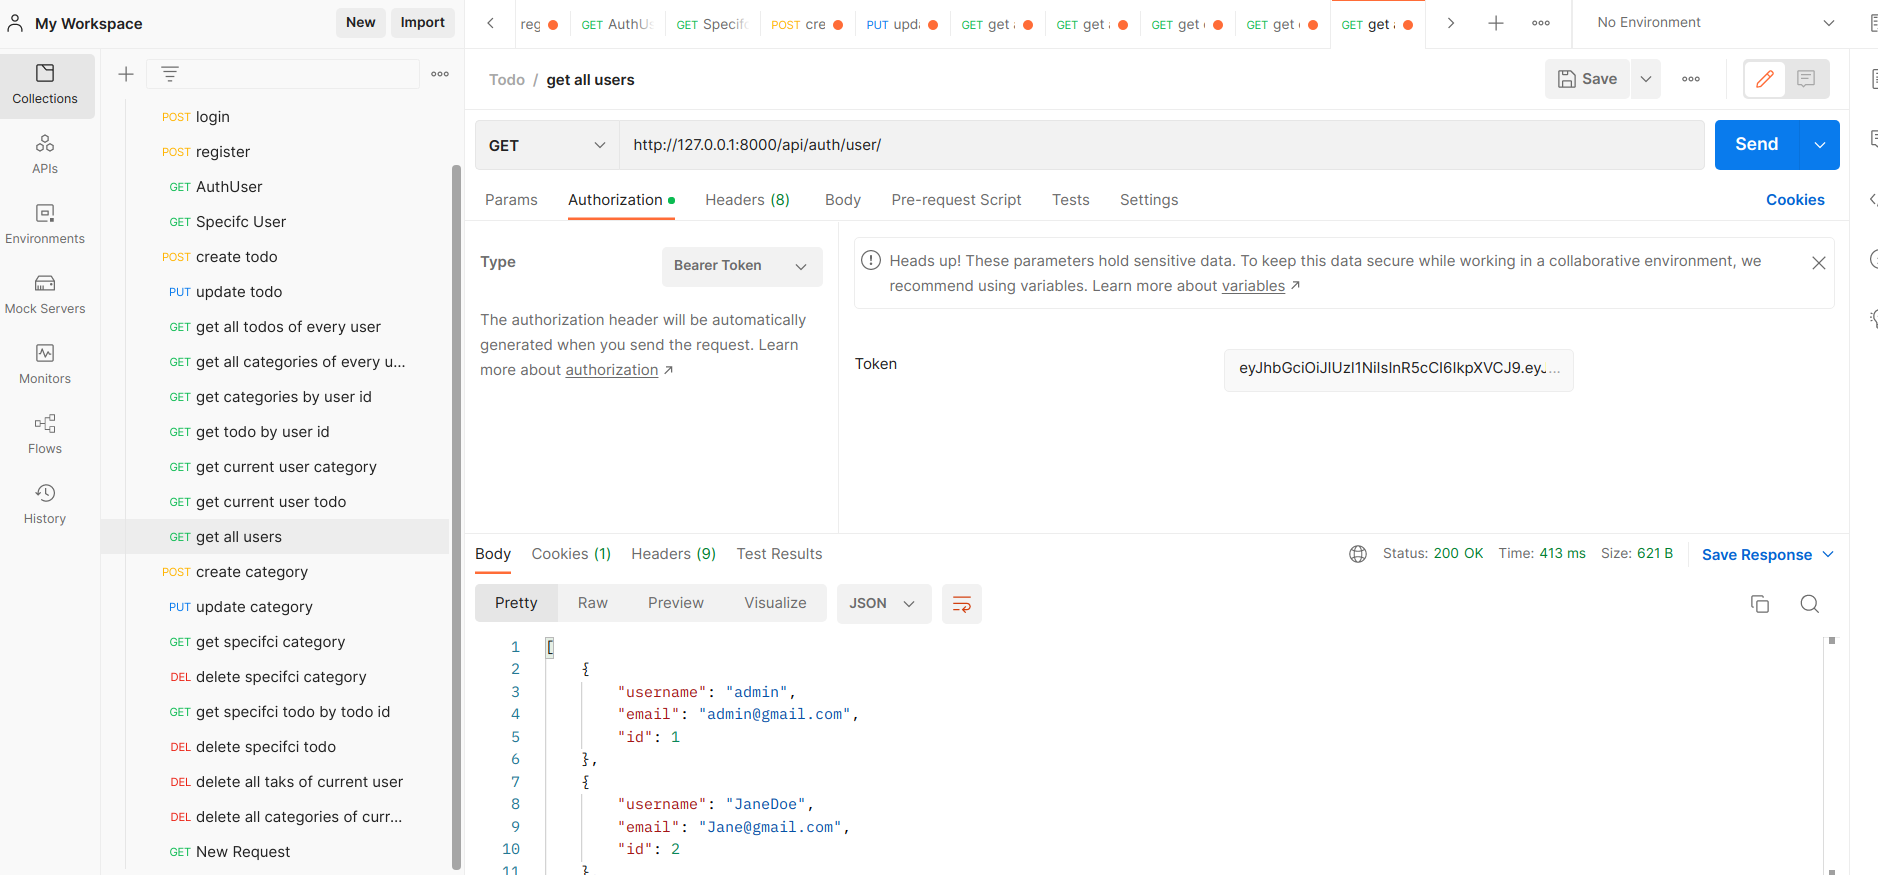 My Workspace
New
Import
reg
GET AuthUs
GET Specifc
POST cre
PUT upda
GET get a
GET get a
GET get c
GET get c
GET get a
No Environment
Collections
APIs
Environments
Mock Servers
Monitors
Flows
History
POST login
POST register
GET AuthUser
GET Specifc User
POST create todo
PUT update todo
GET get all todos of every user
GET get all categories of every u...
GET get categories by user id
GET get todo by user id
GET get current user category
GET get current user todo
GET get all users
POST create category
PUT update category
GET get specifci category
DEL delete specifci category
GET get specifci todo by todo id
DEL delete specifci todo
DEL delete all taks of current user
DEL delete all categories of curr...
GET New Request
Todo / get all users
Save
GET
http://127.0.0.1:8000/api/auth/user/
Send
Params
Authorization
Headers (8)
Body
Pre-request Script
Tests
Settings
Cookies
Type
Bearer Token
The authorization header will be automatically
generated when you send the request. Learn
more about authorization ↗
Heads up! These parameters hold sensitive data. To keep this data secure while working in a collaborative environment, we
recommend using variables. Learn more about variables ↗
Token
eyJhbGciOiJIUzI1NiIsInR5cCI6IkpXVCJ9.eyJ...
Body
Cookies (1)
Headers (9)
Test Results
Status: 200 OK
Time: 413 ms
Size: 621 B
Save Response
Pretty
Raw
Preview
Visualize
JSON
1 [
2 {
3 "username": "admin",
4 "email": "admin@gmail.com",
5 "id": 1
6 },
7 {
8 "username": "JaneDoe",
9 "email": "Jane@gmail.com",
10 "id": 2
11 }